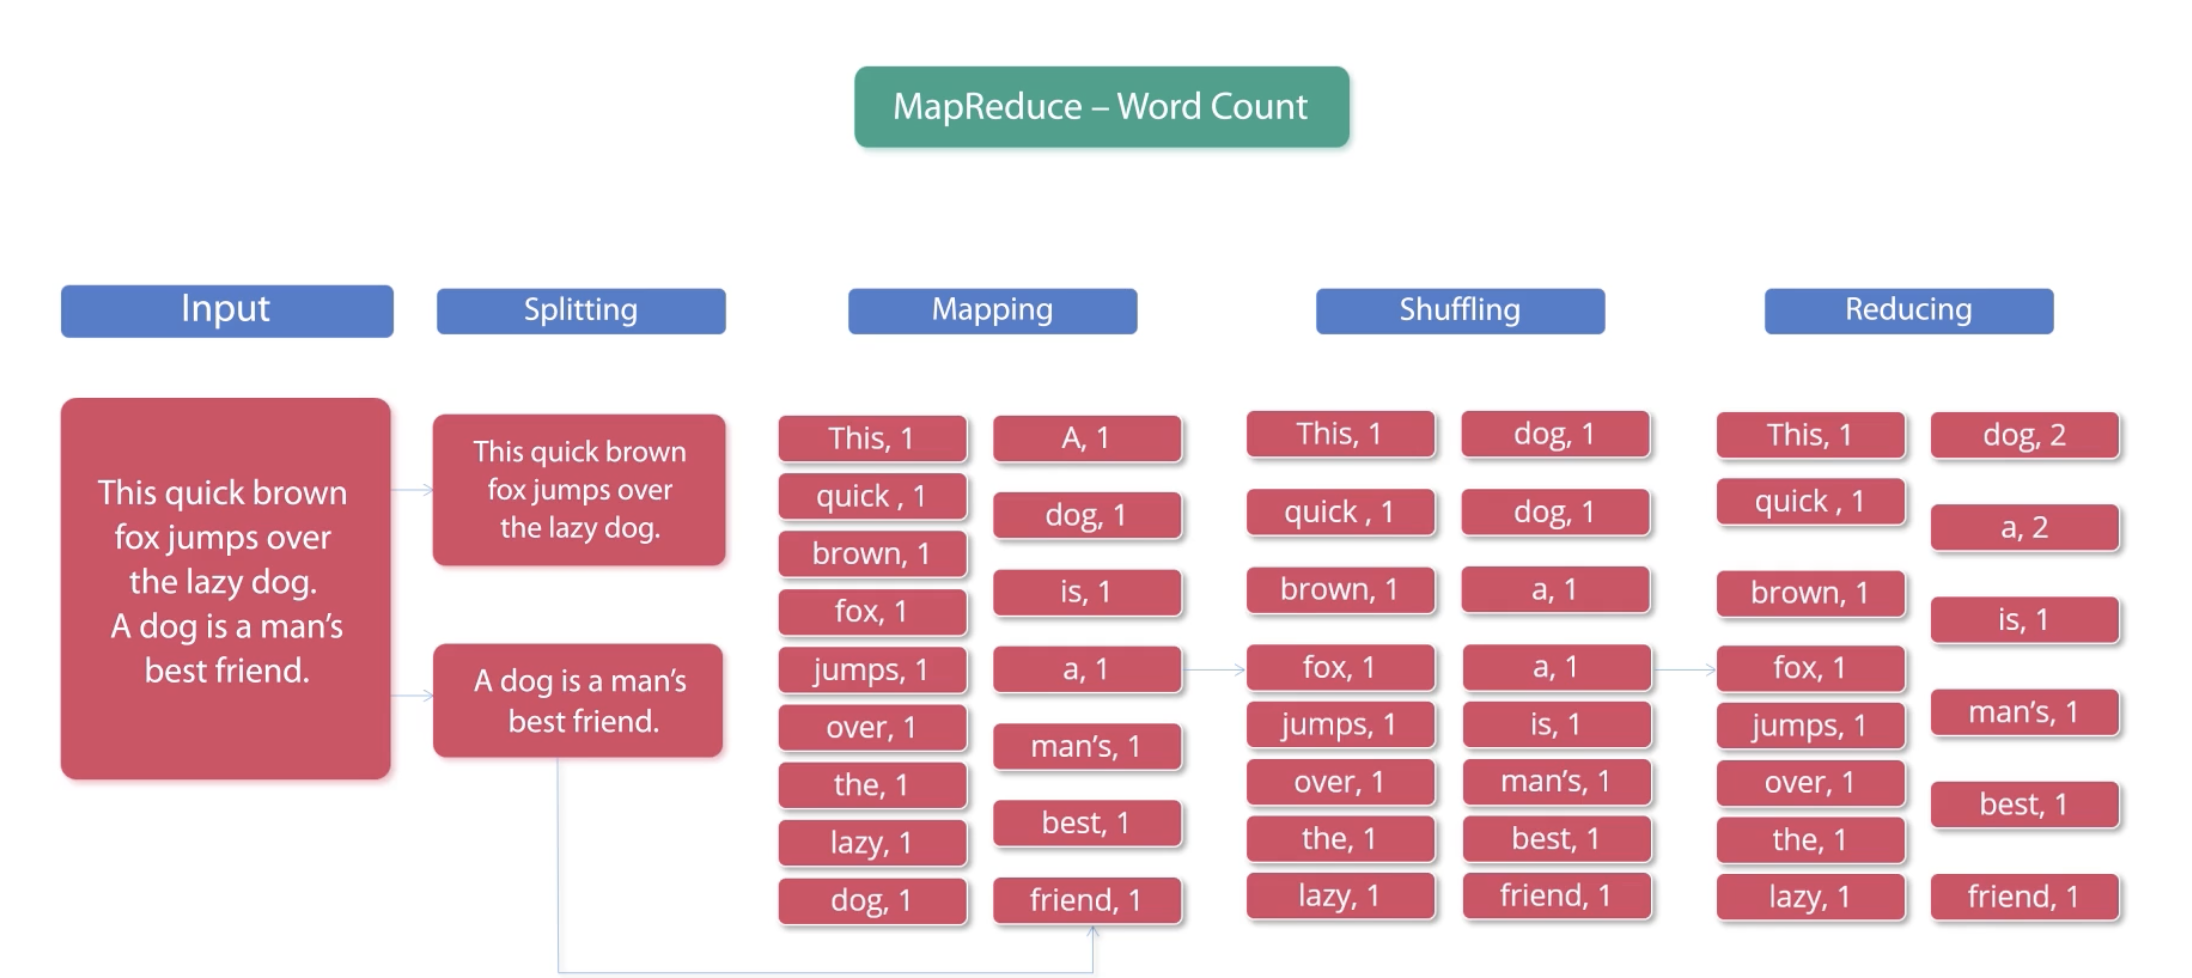 MapReduce – Word Count
Input
Splitting
Mapping
Shuffling
Reducing
This quick brown
fox jumps over
the lazy dog.
A dog is a man’s
best friend.
This quick brown
fox jumps over
the lazy dog.
A dog is a man’s
best friend.
This, 1
quick , 1
brown, 1
fox, 1
jumps, 1
over, 1
the, 1
lazy, 1
dog, 1
A, 1
dog, 1
is, 1
a, 1
man’s, 1
best, 1
friend, 1
This, 1
quick , 1
brown, 1
fox, 1
jumps, 1
over, 1
the, 1
lazy, 1
dog, 1
dog, 1
a, 1
a, 1
is, 1
man’s, 1
best, 1
friend, 1
This, 1
quick , 1
brown, 1
fox, 1
jumps, 1
over, 1
the, 1
lazy, 1
dog, 2
a, 2
is, 1
man’s, 1
best, 1
friend, 1